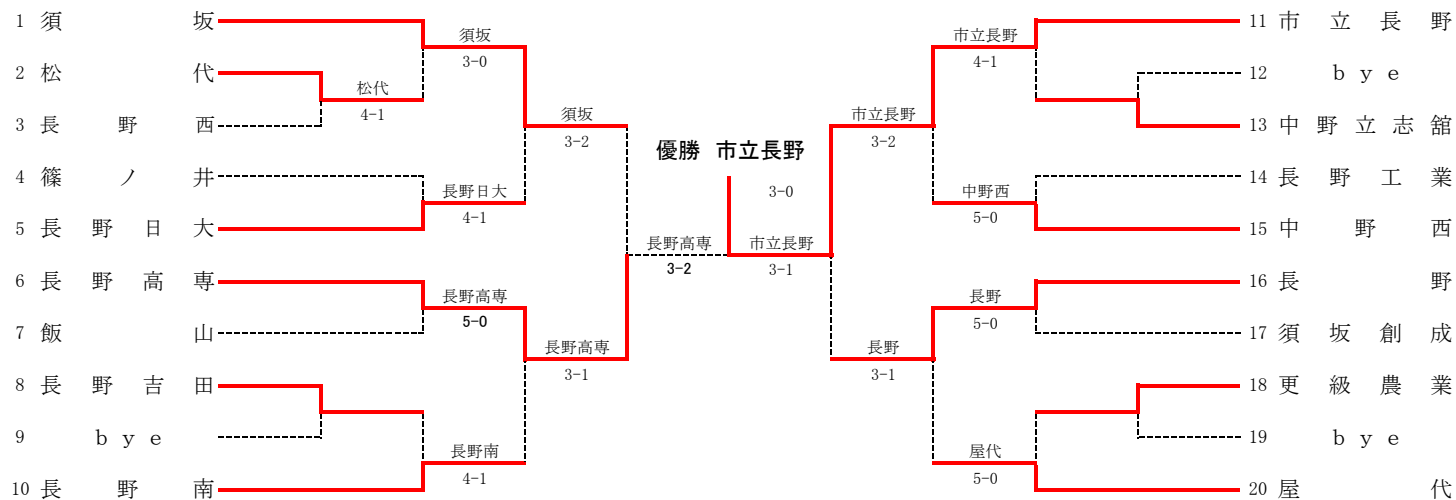 1 須坂
2 松代
3 長野西
4 篠ノ井
5 長野日大
6 長野高専
7 飯山
8 長野吉田
9 bye
10 長野南
須坂
3-0
松代
4-1
長野日大
4-1
長野高専
5-0
長野南
4-1
須坂
3-2
長野高専
3-1
長野高専
3-2
優勝 市立長野
3-0
市立長野
3-1
市立長野
3-2
長野
3-1
市立長野
4-1
中野西
5-0
長野
5-0
屋代
5-0
11 市立長野
12 bye
13 中野立志舘
14 長野工業
15 中野西
16 長野
17 須坂創成
18 更級農業
19 bye
20 屋代